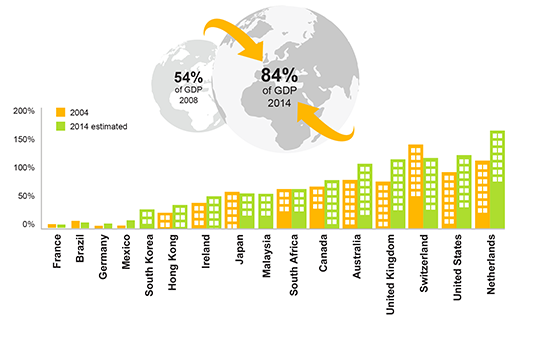 54%
of GDP
2008
84%
of GDP
2014
200%
150%
100%
50%
0%
2004
2014 estimated
France
Brazil
Germany
Mexico
South Korea
Hong Kong
Ireland
Japan
Malaysia
South Africa
Canada
Australia
United Kingdom
Switzerland
United States
Netherlands